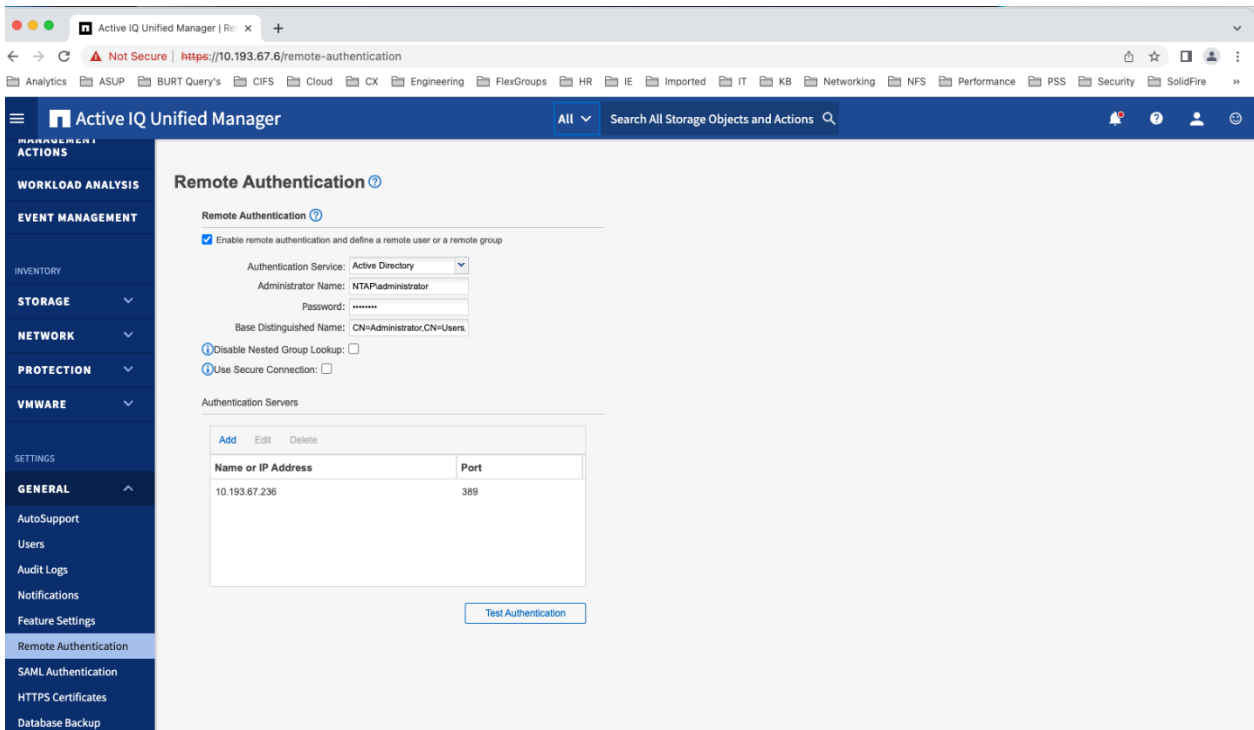 Active IQ Unified Manager | Re
Not Secure | https://10.193.67.6/remote-authentication
Analytics ASUP BURT Query's CIFS Cloud CX Engineering FlexGroups HR IE Imported IT KB Networking NFS Performance PSS Security SolidFire »
Active IQ Unified Manager All Search All Storage Objects and Actions
MANAGEMENT
ACTIONS
WORKLOAD ANALYSIS
EVENT MANAGEMENT
INVENTORY
STORAGE
NETWORK
PROTECTION
VMWARE
SETTINGS
GENERAL
AutoSupport
Users
Audit Logs
Notifications
Feature Settings
Remote Authentication
SAML Authentication
HTTPS Certificates
Database Backup
Remote Authentication ?
Remote Authentication ?
Enable remote authentication and define a remote user or a remote group
Authentication Service: Active Directory
Administrator Name: NTAP\administrator
Password: ••••••••
Base Distinguished Name: CN=Administrator,CN=Users,
Disable Nested Group Lookup:
Use Secure Connection:
Authentication Servers
Add Edit Delete
Name or IP Address Port
10.193.67.236 389
Test Authentication